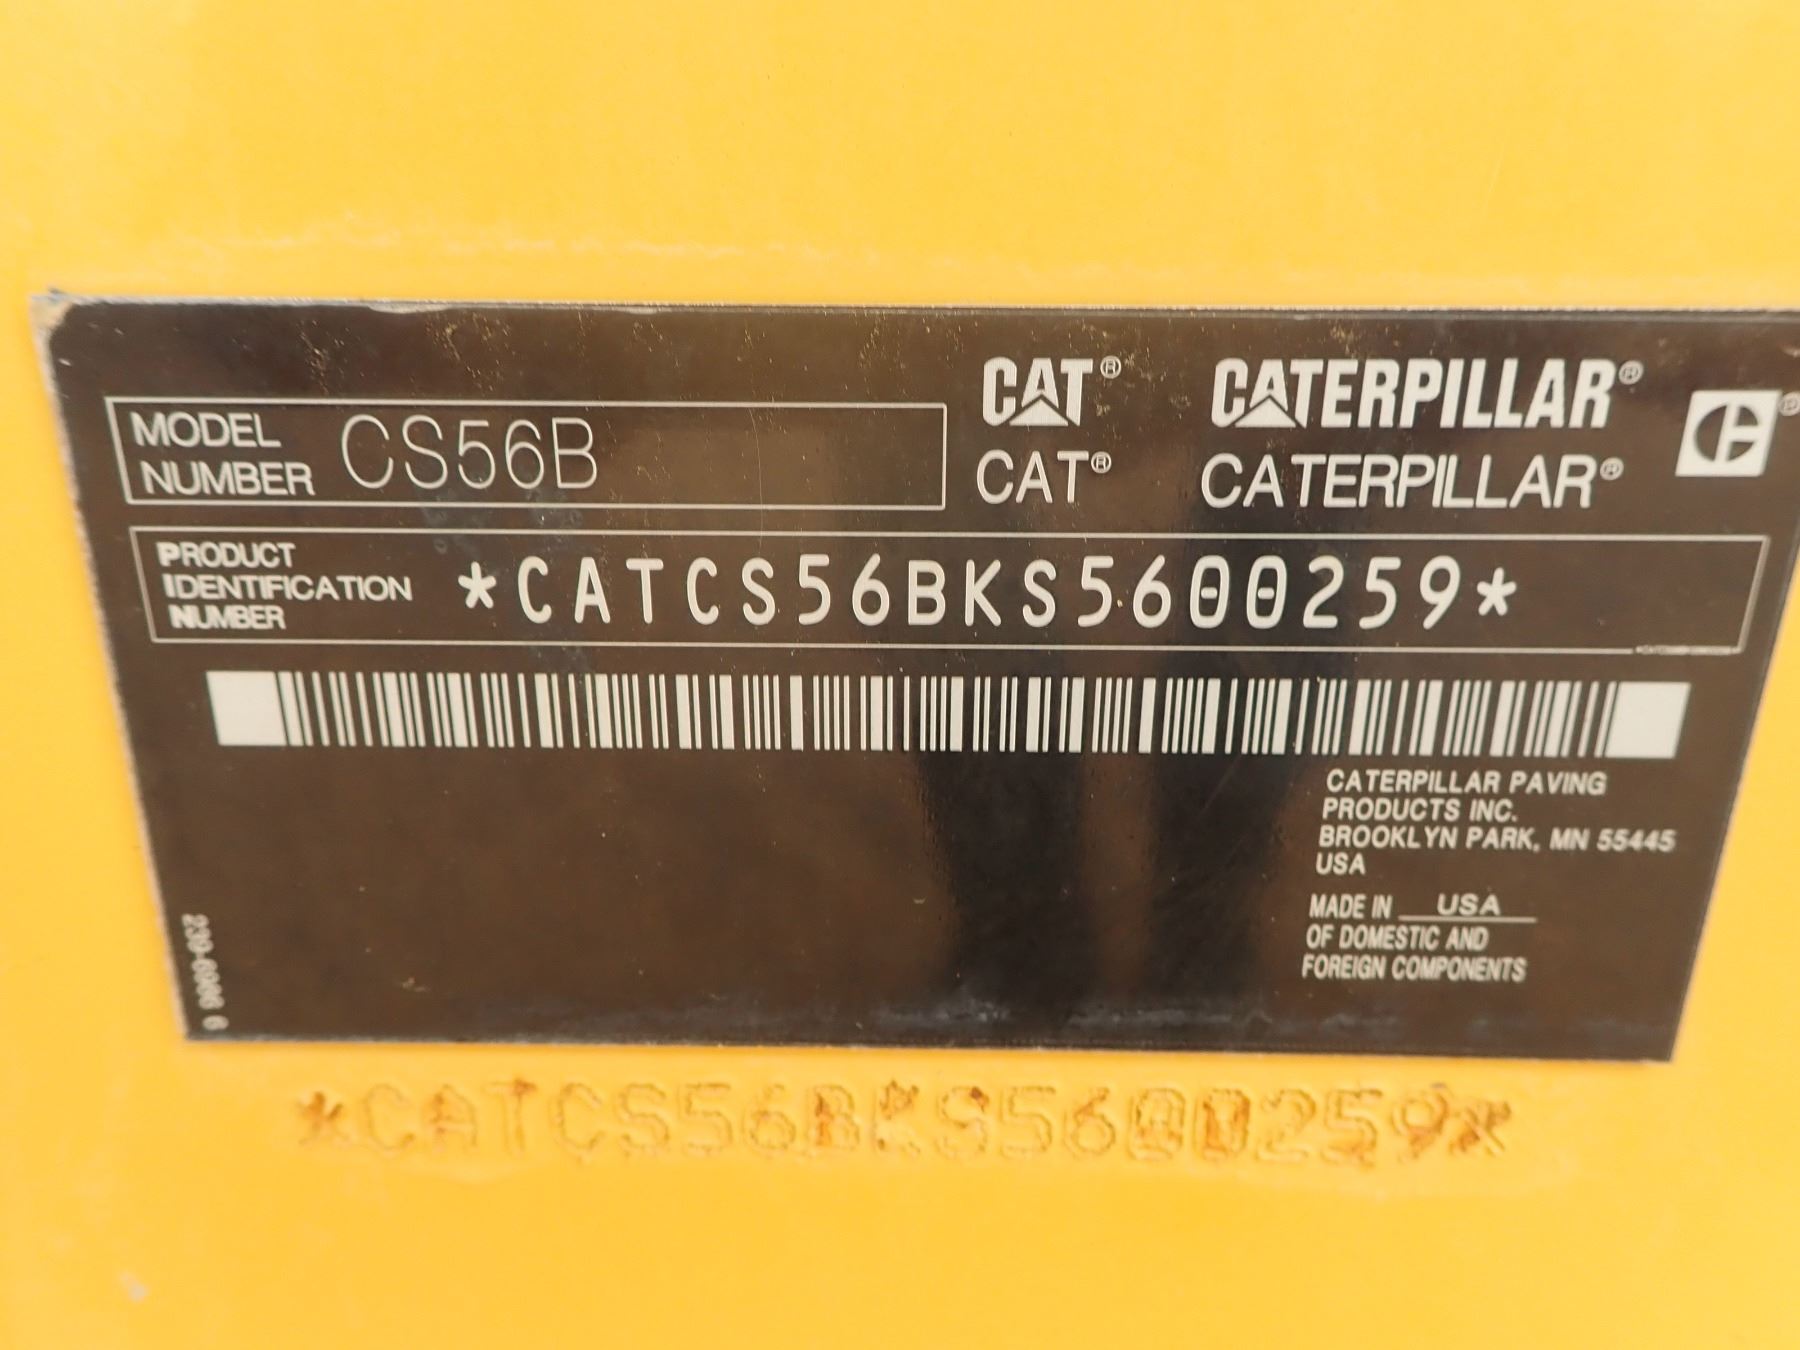 CAT® CATERPILLAR®
MODEL
NUMBER CS56B
CAT® CATERPILLAR®
PRODUCT
IDENTIFICATION
NUMBER
*CATCS56BKS5600259*
CATERPILLAR PAVING
PRODUCTS INC.
BROOKLYN PARK, MN 55445
USA
MADE IN USA
OF DOMESTIC AND
FOREIGN COMPONENTS
*CATCS56BKS5600259*